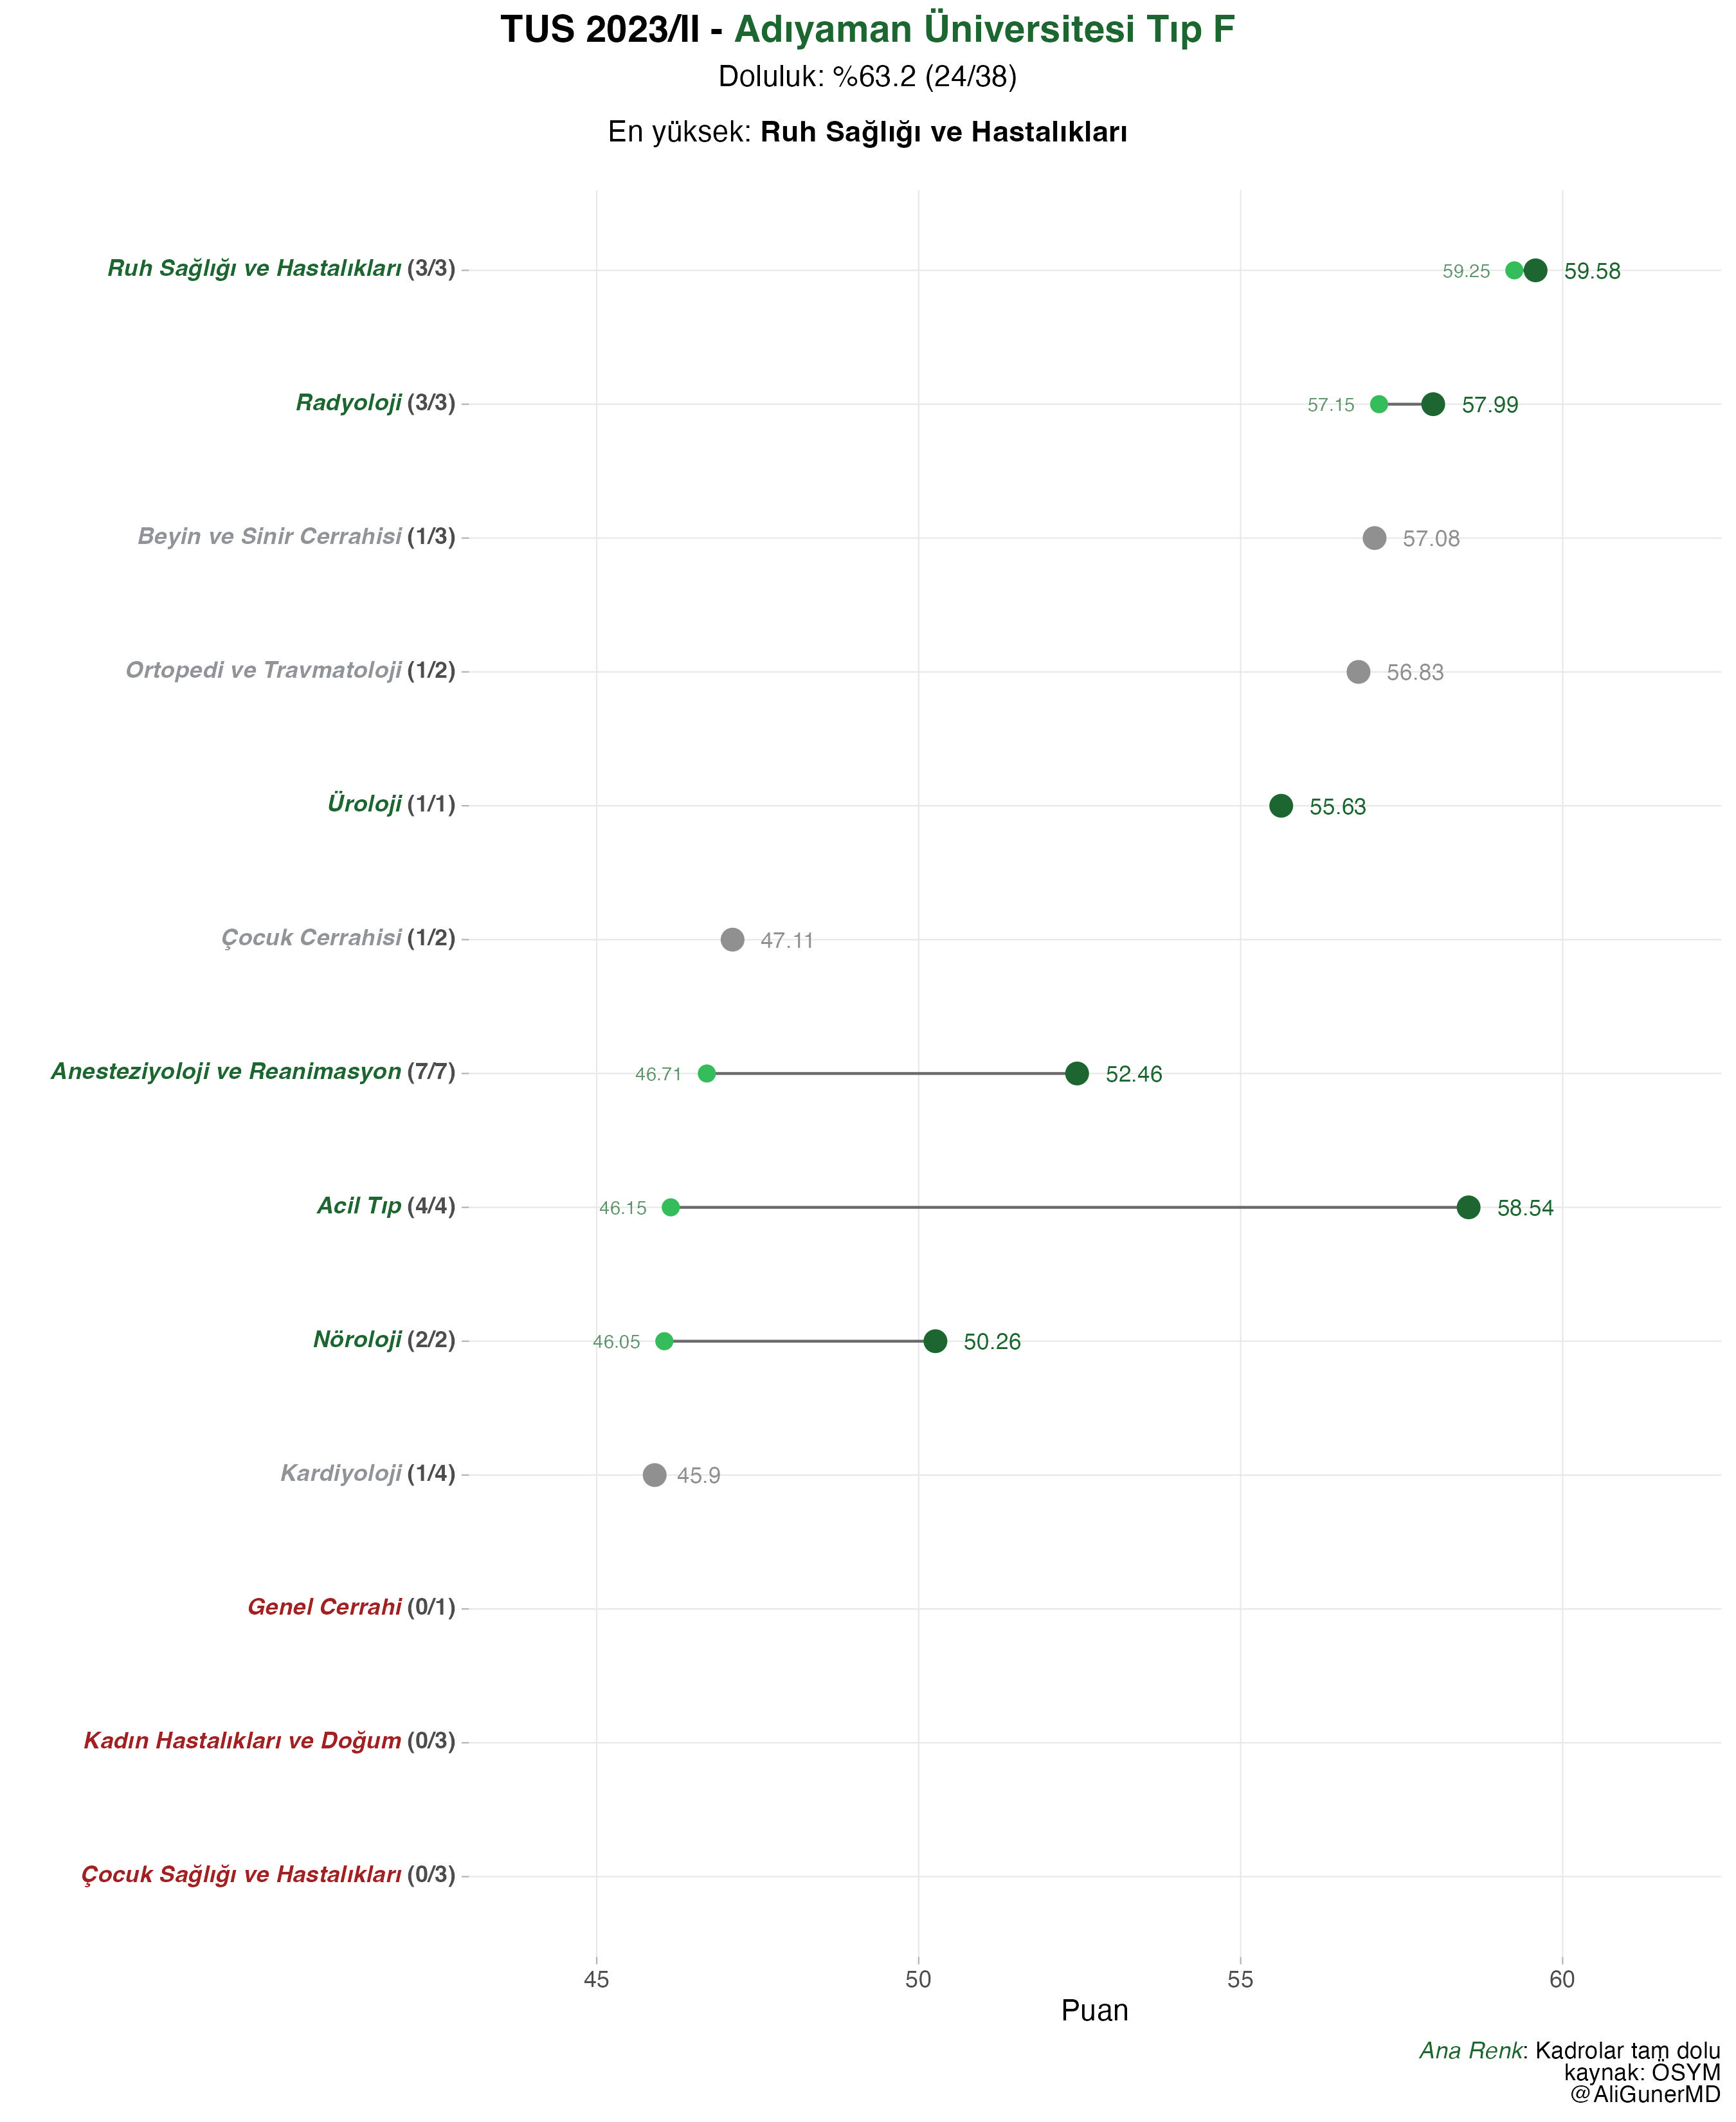 TUS 2023/II - Adıyaman Üniversitesi Tıp F
Doluluk: %63.2 (24/38)
En yüksek: Ruh Sağlığı ve Hastalıkları
Ruh Sağlığı ve Hastalıkları (3/3) 59.25 59.58
Radyoloji (3/3) 57.15 57.99
Beyin ve Sinir Cerrahisi (1/3) 57.08
Ortopedi ve Travmatoloji (1/2) 56.83
Üroloji (1/1) 55.63
Çocuk Cerrahisi (1/2) 47.11
Anesteziyoloji ve Reanimasyon (7/7) 46.71 52.46
Acil Tıp (4/4) 46.15 58.54
Nöroloji (2/2) 46.05 50.26
Kardiyoloji (1/4) 45.9
Genel Cerrahi (0/1)
Kadın Hastalıkları ve Doğum (0/3)
Çocuk Sağlığı ve Hastalıkları (0/3)
45 50 55 60
Puan
Ana Renk: Kadrolar tam dolu
kaynak: ÖSYM
@AliGunerMD